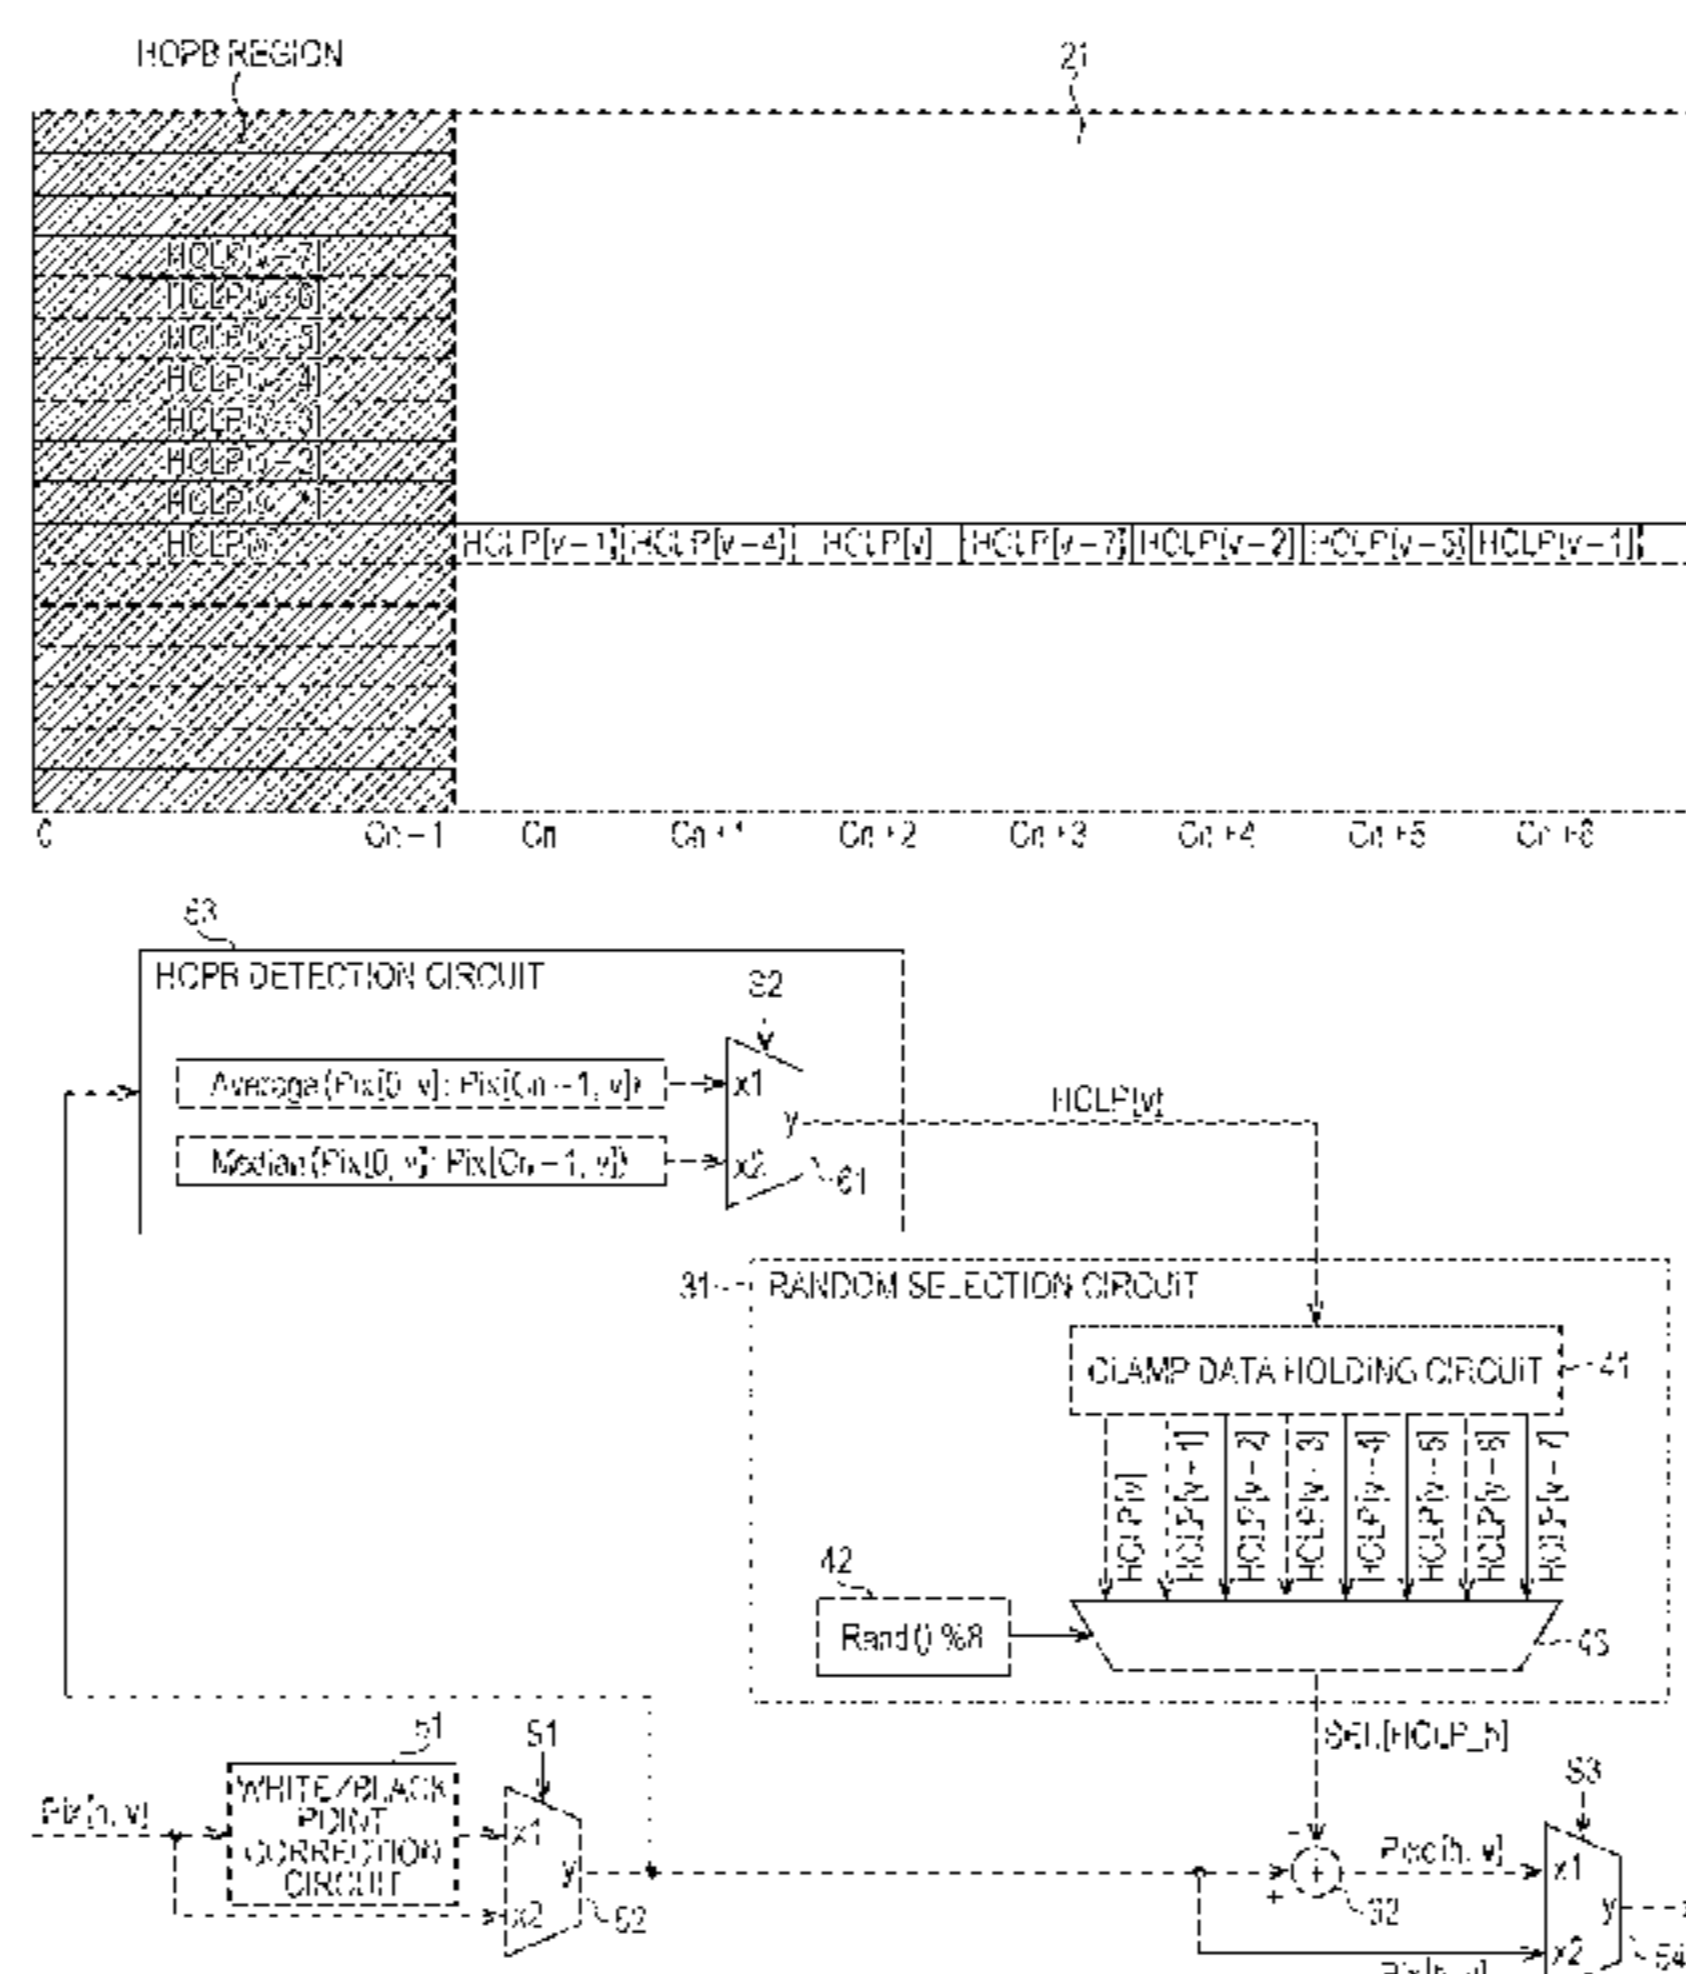 HOPB REGION
21
HCLP[v-7]
HCLP[v-6]
HCLP[v-5]
HCLP[v-4]
HCLP[v-3]
HCLP[v-2]
HCLP[v-1]
HCLP[v]
HCLP[v-1] HCLP[v-4] HCLP[v] HCLP[v-7] HCLP[v-2] HCLP[v-1]
0 Cn-1 Cn Cn+1 Cn+2 Cn+3 Cn+4 Cn+5 Cn+6
HOPB DETECTION CIRCUIT
S2
Average(Pix[0, v]: Pix[Cn-1, v])
x1
HCLP[v]
y
Median(Pix[0, v]: Pix[Cn-1, v])
x2
61
RANDOM SELECTION CIRCUIT
CLAMP DATA HOLDING CIRCUIT
41
HCLP[v]
HCLP[v-1]
HCLP[v-2]
HCLP[v-3]
HCLP[v-4]
HCLP[v-5]
HCLP[v-6]
HCLP[v-7]
42
Rand() %8
43
51
S1
SEL[HCLP_h]
S3
Pix[h, v]
WHITE/BLACK
POINT
CORRECTION
CIRCUIT
x1
y
x2
52
-
+
+
32
Pixc[h, v]
x1
y
x2
54